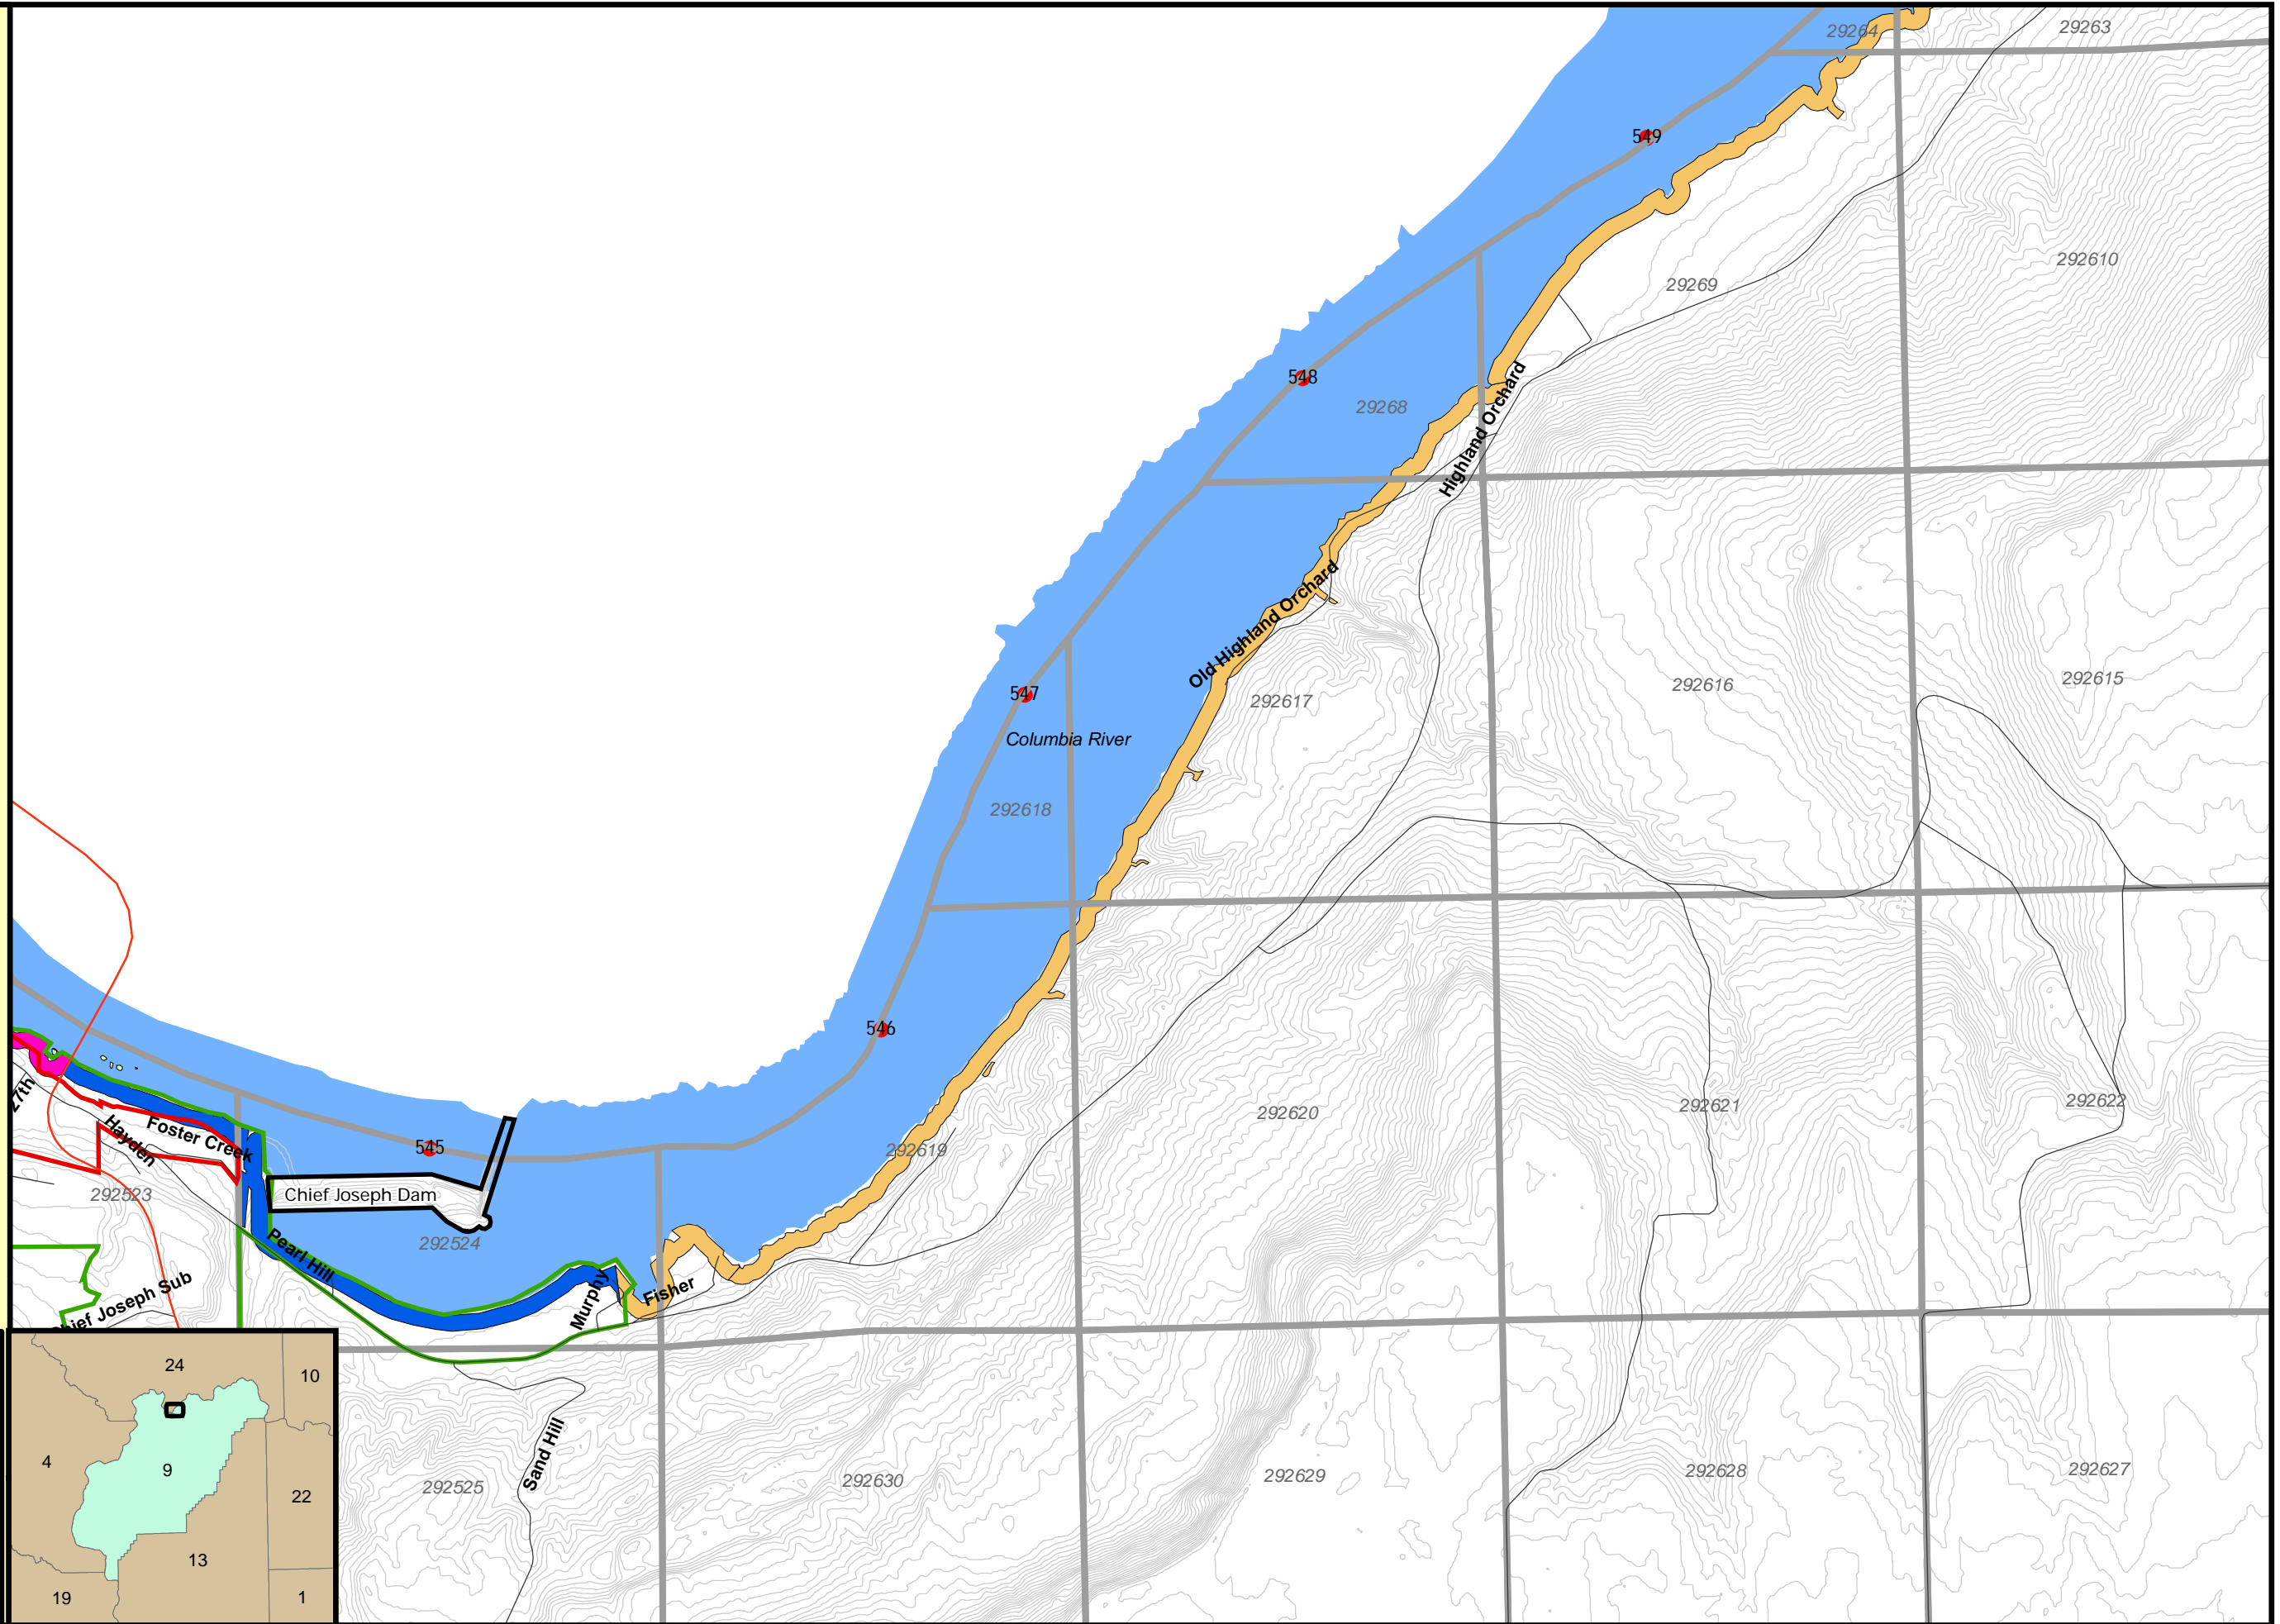 29264
29263
549
292610
29269
548
29268
Highland Orchard
Old Highland Orchard
547
292617
292616
292615
Columbia River
292618
546
27th
Hayden
Foster Creek
545
292619
292620
292621
292622
292523
Chief Joseph Dam
292524
Pearl Hill
Murphy
Fisher
Chief Joseph Sub
24
10
4
9
22
13
19
1
Sand Hill
292525
292630
292629
292628
292627